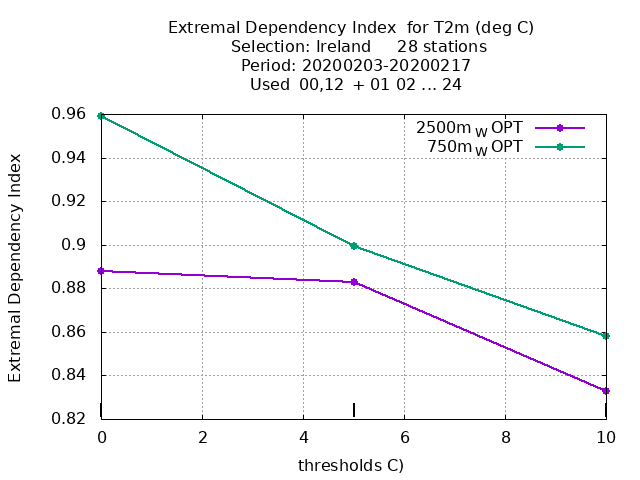 Extremal Dependency Index  for T2m (deg C)
Selection: Ireland     28 stations
Period: 20200203-20200217
Used  00,12  + 01 02 ... 24
2500m W OPT
750m W OPT
Extremal Dependency Index
0.96
0.94
0.92
0.9
0.88
0.86
0.84
0.82
0 2 4 6 8 10
thresholds C)